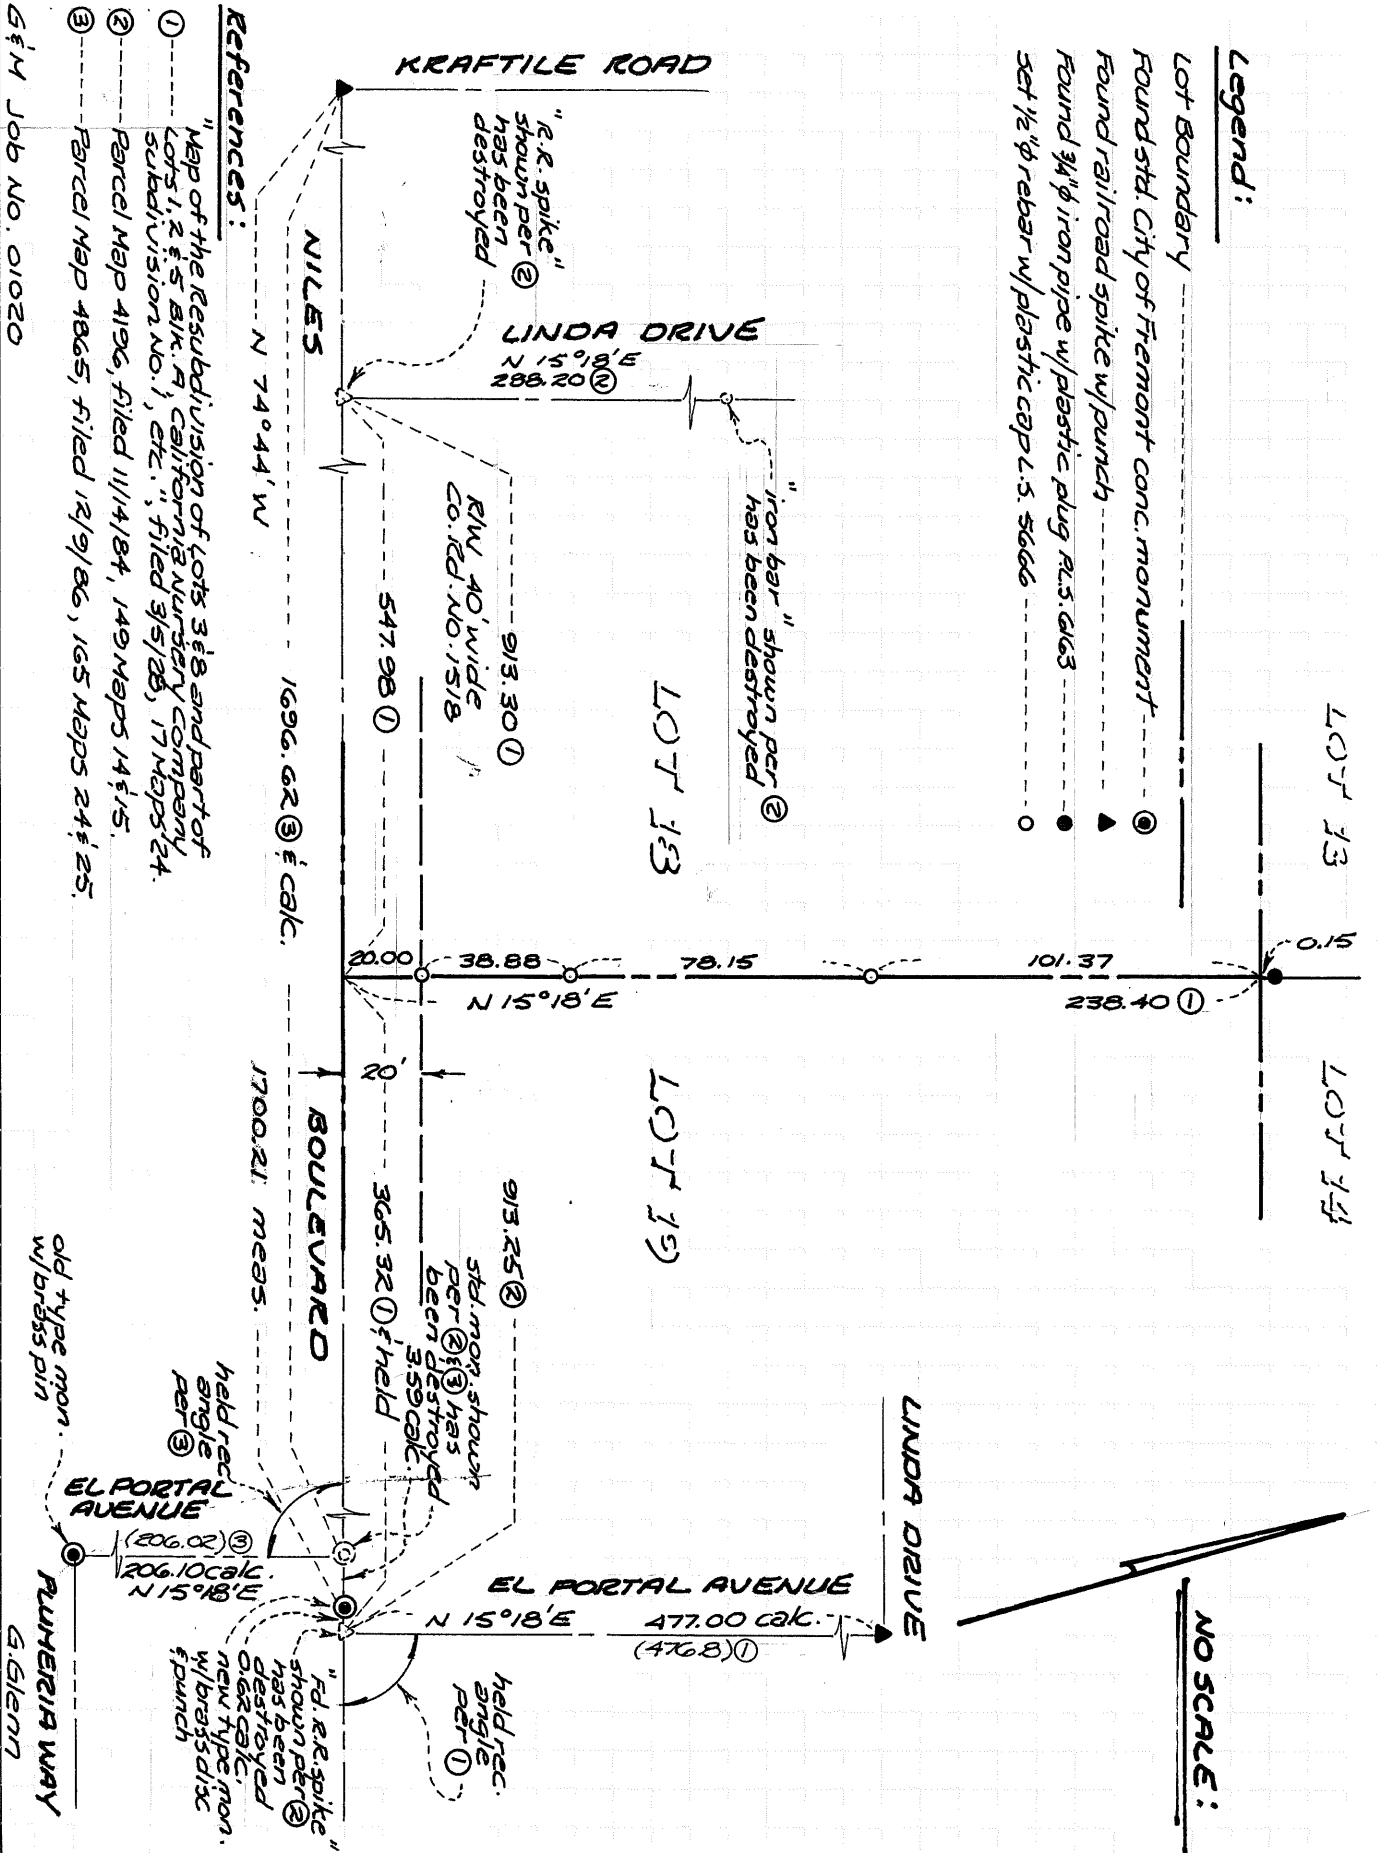 Legend:
Lot Boundary
Found std. City of Fremont conc. monument
Found railroad spike w/punch
Found 3/4"φ iron pipe w/plastic plug R.L.S. 6163
set 1/2"φ rebar w/plastic cap L.S. 5666
LOT 13
LOT 14
0.15
NO SCALE:
"iron bar" shown per ②
has been destroyed
LOT 13
LOT 15
KRAFTILE ROAD
"R.R. spike"
shown per ②
has been
destroyed
LINDA DRIVE
N 15°18'E
288.20 ②
R/W 40' wide
Co. Rd. No. 1518
913.30 ①
547.98 ①
20.00
38.88
78.15
101.37
N 15°18'E
238.40 ①
20'
913.25 ②
365.32 ① & held
std. mon. shown
per ② & ③ has
been destroyed
3.59 calc.
LINDA DRIVE
EL PORTAL AVENUE
N 15°18'E
477.00 calc.
(476.8) ①
held rec.
angle
per ①
NILES
BOULEVARD
1696.62 ③ & calc.
N 74°44'W
1700.21 meas.
held rec.
angle
per ③
EL PORTAL
AVENUE
(206.02) ③
206.10 calc.
N 15°18'E
"Fd. R.R. spike"
shown per ②
has been
destroyed
0.62 calc.
new type mon.
w/brass disc
& punch
old type mon.
w/brass pin
PLUMERIA WAY
References:
① "Map of the Resubdivision of Lots 3 & 8 and part of
Lots 1, 2 & 5 Blk. A, California Nursery Company
Subdivision No. 1, etc.", filed 3/5/28, 17 Maps 24.
② Parcel Map 4196, filed 11/14/84, 149 Maps 14 & 15.
③ Parcel Map 4865, filed 12/9/86, 165 Maps 24 & 25.
G&M Job No. 01020
G. Glenn